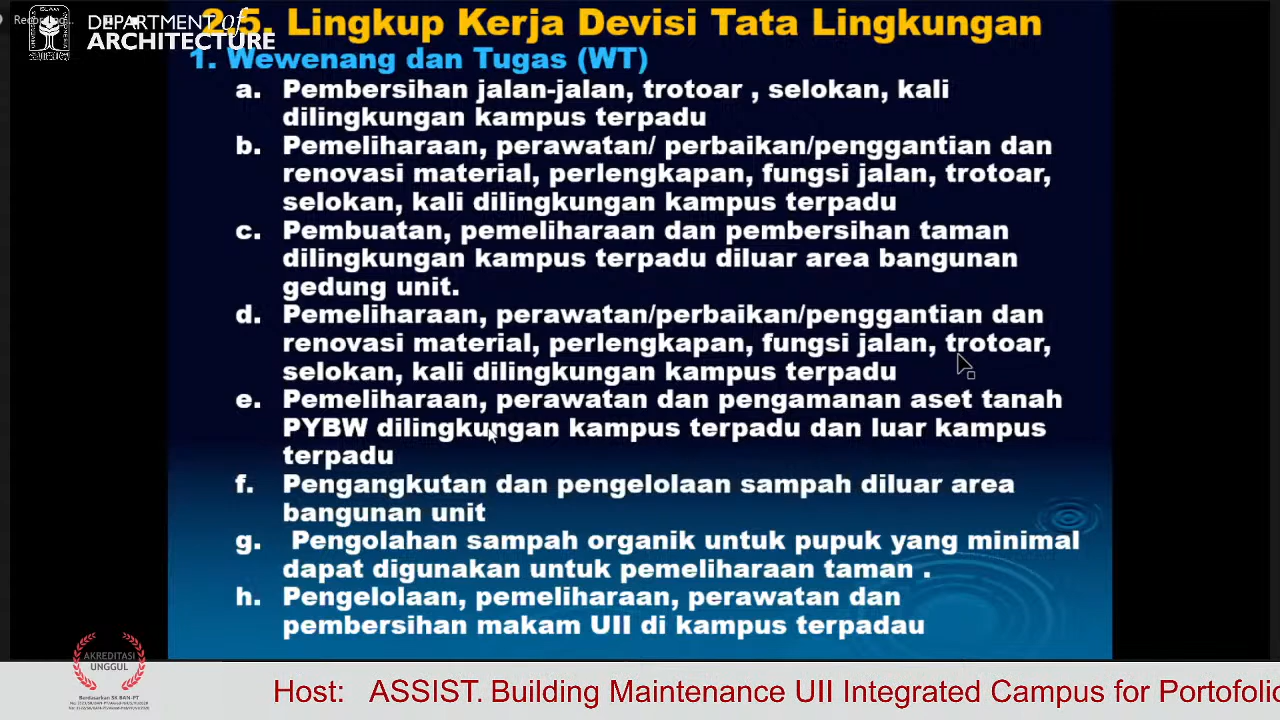 DEPARTMENT of
ARCHITECTURE
2.5. Lingkup Kerja Devisi Tata Lingkungan
1. Wewenang dan Tugas (WT)
a. Pembersihan jalan-jalan, trotoar , selokan, kali
dilingkungan kampus terpadu
b. Pemeliharaan, perawatan/ perbaikan/penggantian dan
renovasi material, perlengkapan, fungsi jalan, trotoar,
selokan, kali dilingkungan kampus terpadu
c. Pembuatan, pemeliharaan dan pembersihan taman
dilingkungan kampus terpadu diluar area bangunan
gedung unit.
d. Pemeliharaan, perawatan/perbaikan/penggantian dan
renovasi material, perlengkapan, fungsi jalan, trotoar,
selokan, kali dilingkungan kampus terpadu
e. Pemeliharaan, perawatan dan pengamanan aset tanah
PYBW dilingkungan kampus terpadu dan luar kampus
terpadu
f. Pengangkutan dan pengelolaan sampah diluar area
bangunan unit
g. Pengolahan sampah organik untuk pupuk yang minimal
dapat digunakan untuk pemeliharaan taman .
h. Pengelolaan, pemeliharaan, perawatan dan
pembersihan makam UII di kampus terpadau
AKREDITASI
UNGGUL
Berdasarkan SK BAN-PT
Host: ASSIST. Building Maintenance UII Integrated Campus for Portofolio